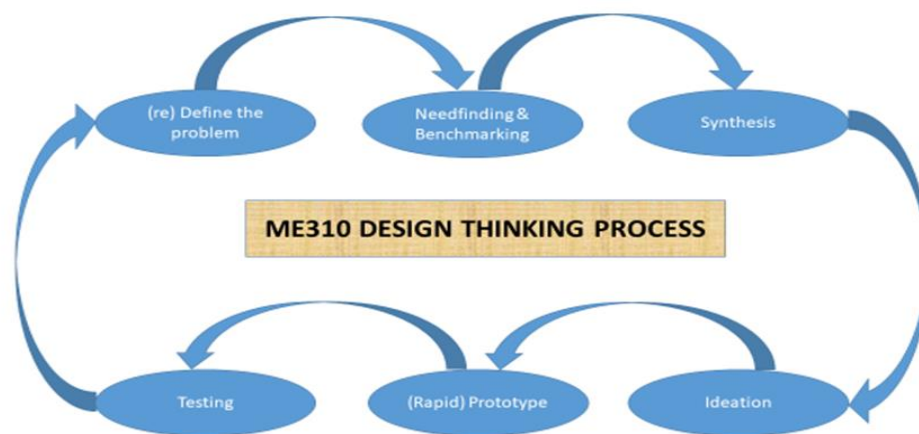 (re) Define the
problem
Needfinding &
Benchmarking
Synthesis
ME310 DESIGN THINKING PROCESS
Testing
(Rapid) Prototype
Ideation